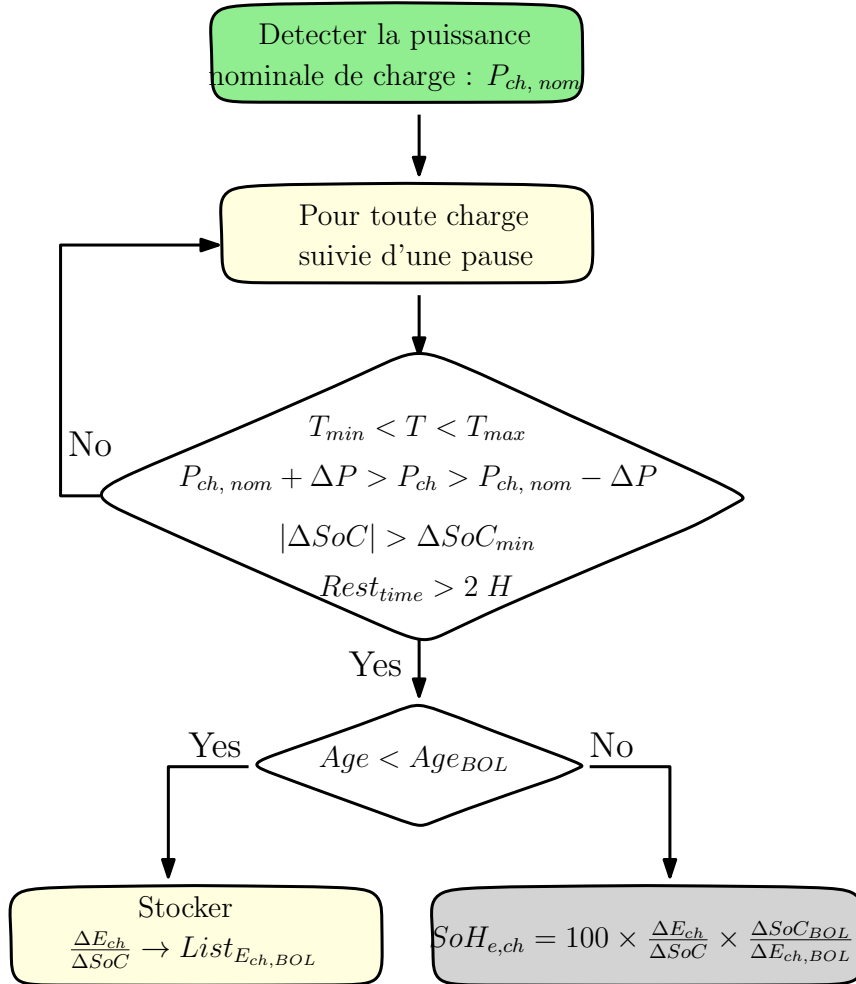 Detecter la puissance
nominale de charge : P_{ch, nom}
Pour toute charge
suivie d'une pause
T_{min} < T < T_{max}
No
P_{ch, nom} + ΔP > P_{ch} > P_{ch, nom} − ΔP
|ΔSoC| > ΔSoC_{min}
Rest_{time} > 2 H
Yes
Yes
Age < Age_{BOL}
No
Stocker
\frac{ΔE_{ch}}{ΔSoC} → List_{E_{ch,BOL}}
SoH_{e,ch} = 100 × \frac{ΔE_{ch}}{ΔSoC} × \frac{ΔSoC_{BOL}}{ΔE_{ch,BOL}}